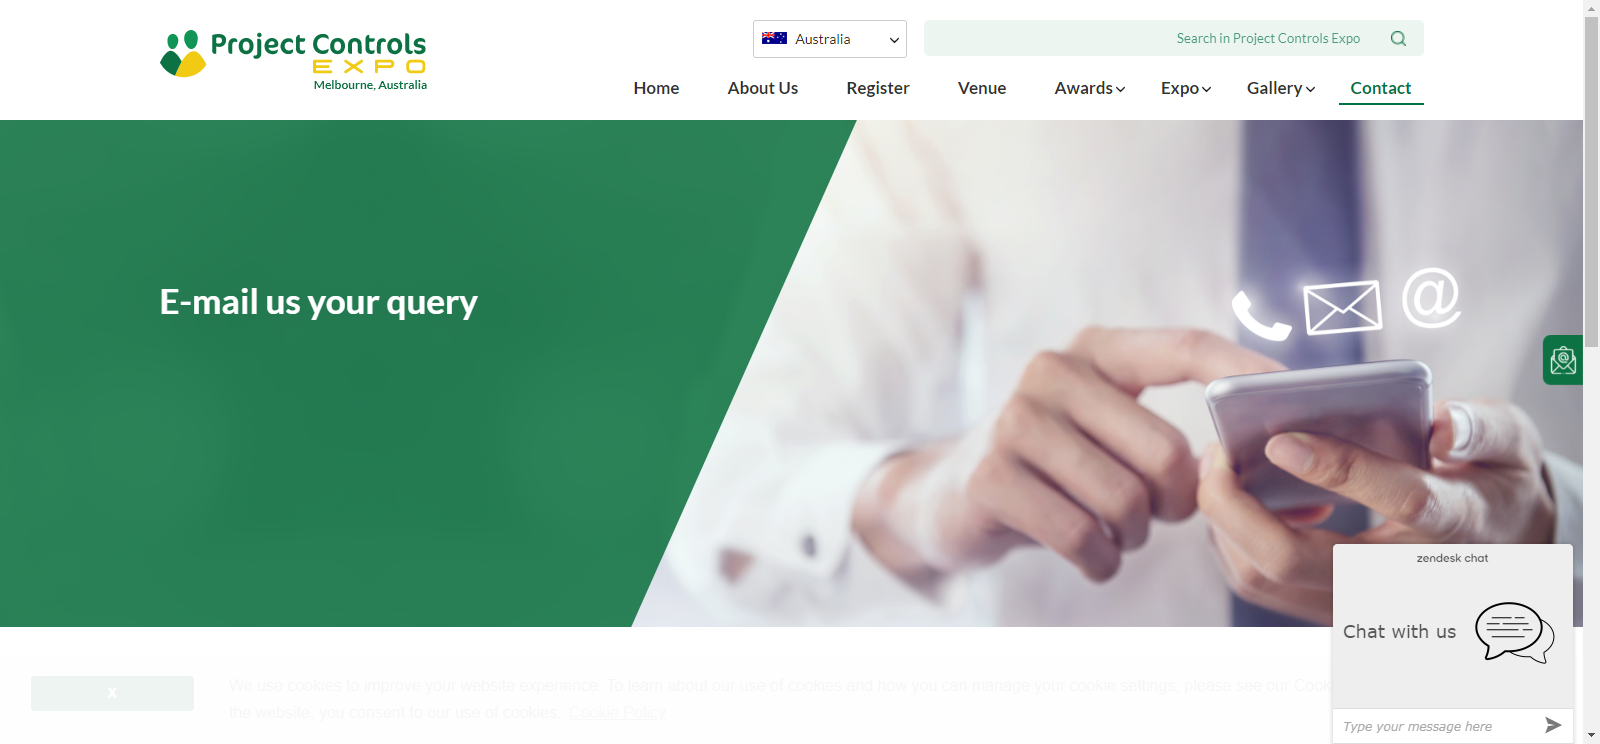 Project Controls
EXPO
Melbourne, Australia
Australia
Search in Project Controls Expo
Home About Us Register Venue Awards Expo Gallery Contact
E-mail us your query
@
@
zendesk chat
Chat with us
Type your message here
X
We use cookies to improve your website experience. To learn about our use of cookies and how you can manage your cookie settings, please see our
the website, you consent to our use of cookies. Cookie Policy